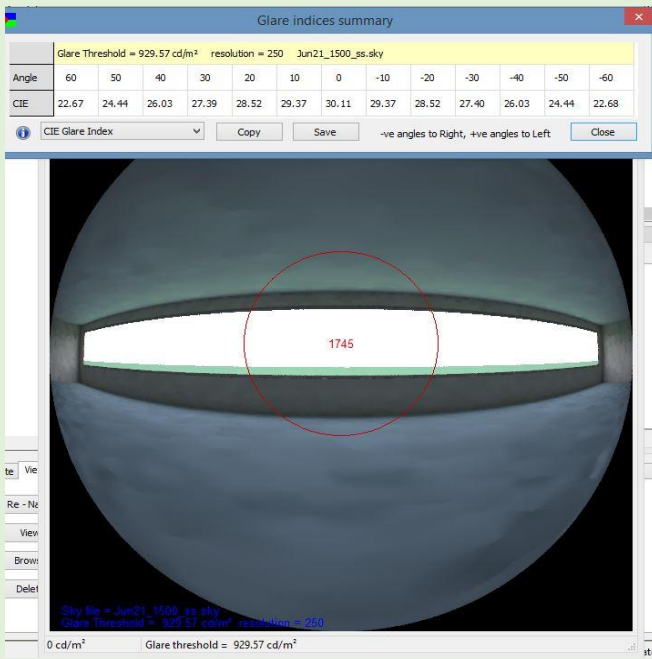 Glare indices summary
Glare Threshold = 929.57 cd/m² resolution = 250 Jun21_1500_ss.sky
Angle 60 50 40 30 20 10 0 -10 -20 -30 -40 -50 -60
CIE 22.67 24.44 26.03 27.39 28.52 29.37 30.11 29.37 28.52 27.40 26.03 24.44 22.68
CIE Glare Index Copy Save -ve angles to Right, +ve angles to Left Close
1745
te Vie
Re - Na
View
Brows
Delet
Sky file = Jun21_1500_ss.sky
Glare Threshold = 929.57 cd/m² resolution = 250
0 cd/m² Glare threshold = 929.57 cd/m²